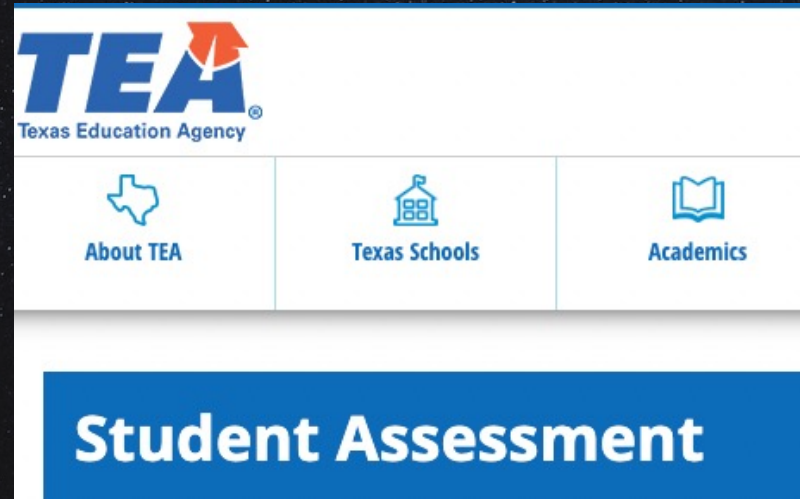 TEA®
Texas Education Agency
About TEA
Texas Schools
Academics
Student Assessment